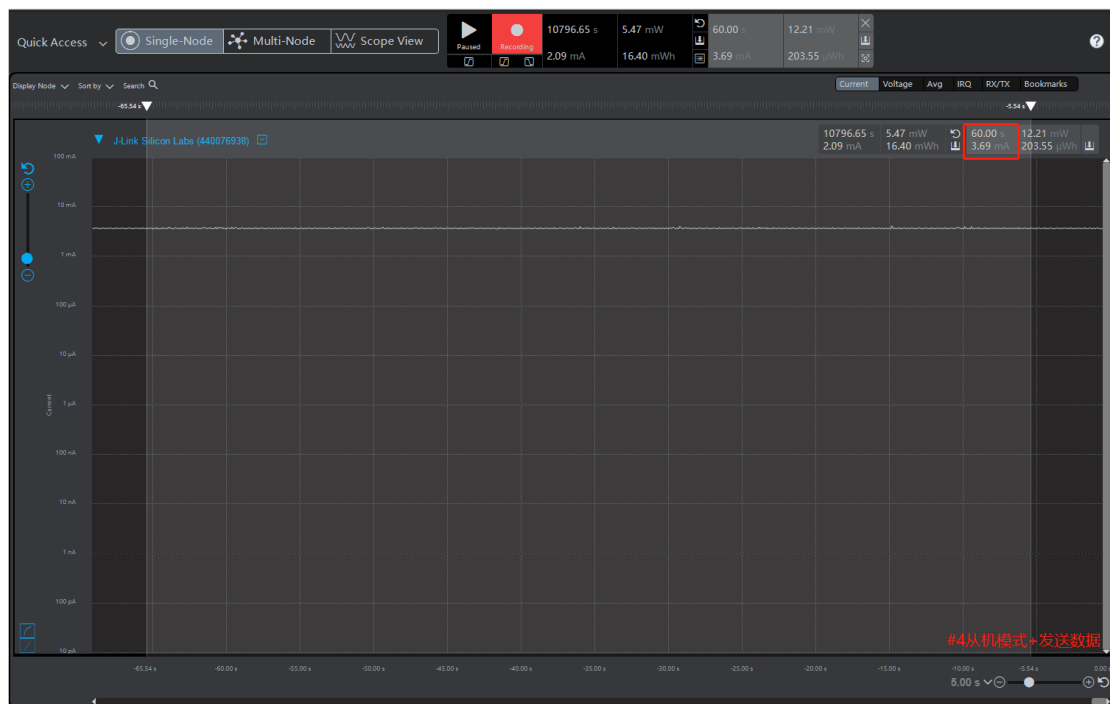 Quick Access Single-Node Multi-Node Scope View
Paused Recording
10796.65 s 5.47 mW 60.00 s 12.21 mW
2.09 mA 16.40 mWh 3.69 mA 203.55 µWh
Display Node Sort by Search Current Voltage Avg IRQ RX/TX Bookmarks
-65.54 s -5.54 s
J-Link Silicon Labs (440076938)
10796.65 s 5.47 mW 60.00 s 12.21 mW
2.09 mA 16.40 mWh 3.69 mA 203.55 µWh
100 mA
10 mA
1 mA
100 µA
10 µA
Current
1 µA
100 nA
10 nA
1 nA
100 pA
10 pA
#4从机模式+发送数据
-65.54 s -60.00 s -55.00 s -50.00 s -45.00 s -40.00 s -35.00 s -30.00 s -25.00 s -20.00 s -15.00 s -10.00 s -5.54 s 0.00 s
5.00 s